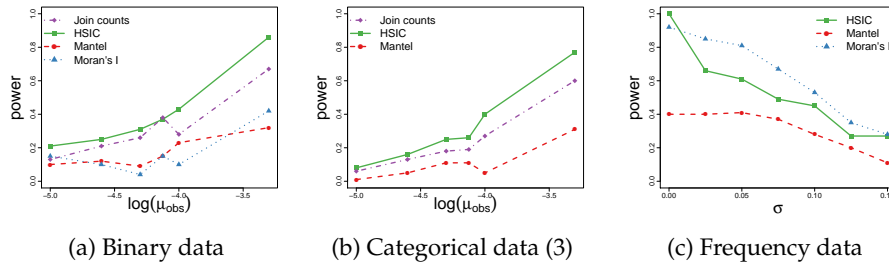 Join counts
HSIC
Mantel
Moran's I
power
0.0
0.2
0.4
0.6
0.8
1.0
−5.0
−4.5
−4.0
−3.5
log(μobs)
(a) Binary data
Join counts
HSIC
Mantel
power
0.0
0.2
0.4
0.6
0.8
1.0
−5.0
−4.5
−4.0
−3.5
log(μobs)
(b) Categorical data (3)
HSIC
Mantel
Moran's I
power
0.0
0.2
0.4
0.6
0.8
1.0
0.00
0.05
0.10
σ
(c) Frequency data